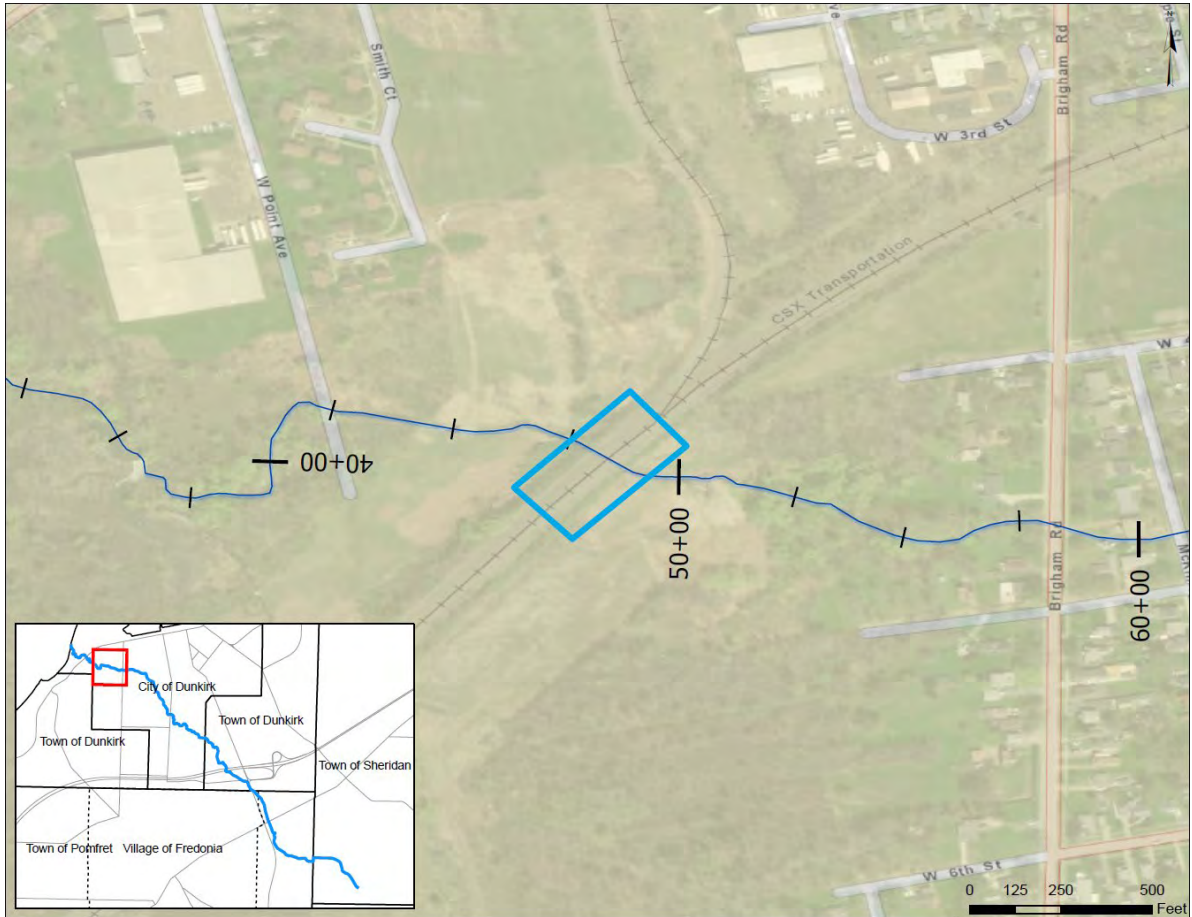 Smith Ct
W Point Ave
W 3rd St
Brigham Rd
CSX Transportation
W 4
40+00
50+00
60+00
Brigham Rd
W 6th St
City of Dunkirk
Town of Dunkirk
Town of Dunkirk
Town of Sheridan
Town of Pomfret
Village of Fredonia
0 125 250 500
Feet